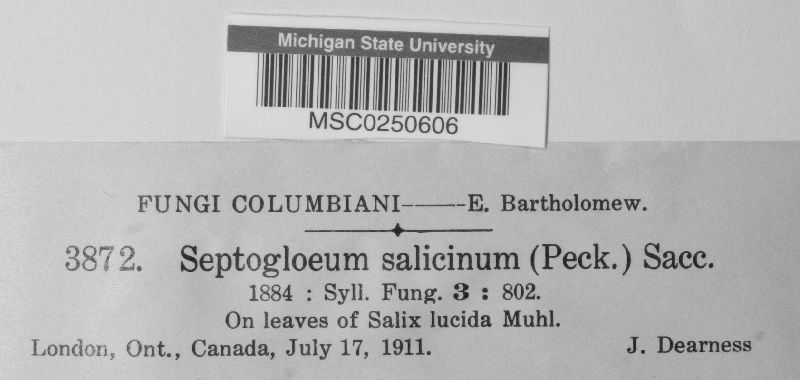 Michigan State University
MSC0250606
FUNGI COLUMBIANI——E. Bartholomew.
3872. Septogloeum salicinum (Peck.) Sacc.
1884 : Syll. Fung. 3 : 802.
On leaves of Salix lucida Muhl.
London, Ont., Canada, July 17, 1911. J. Dearness